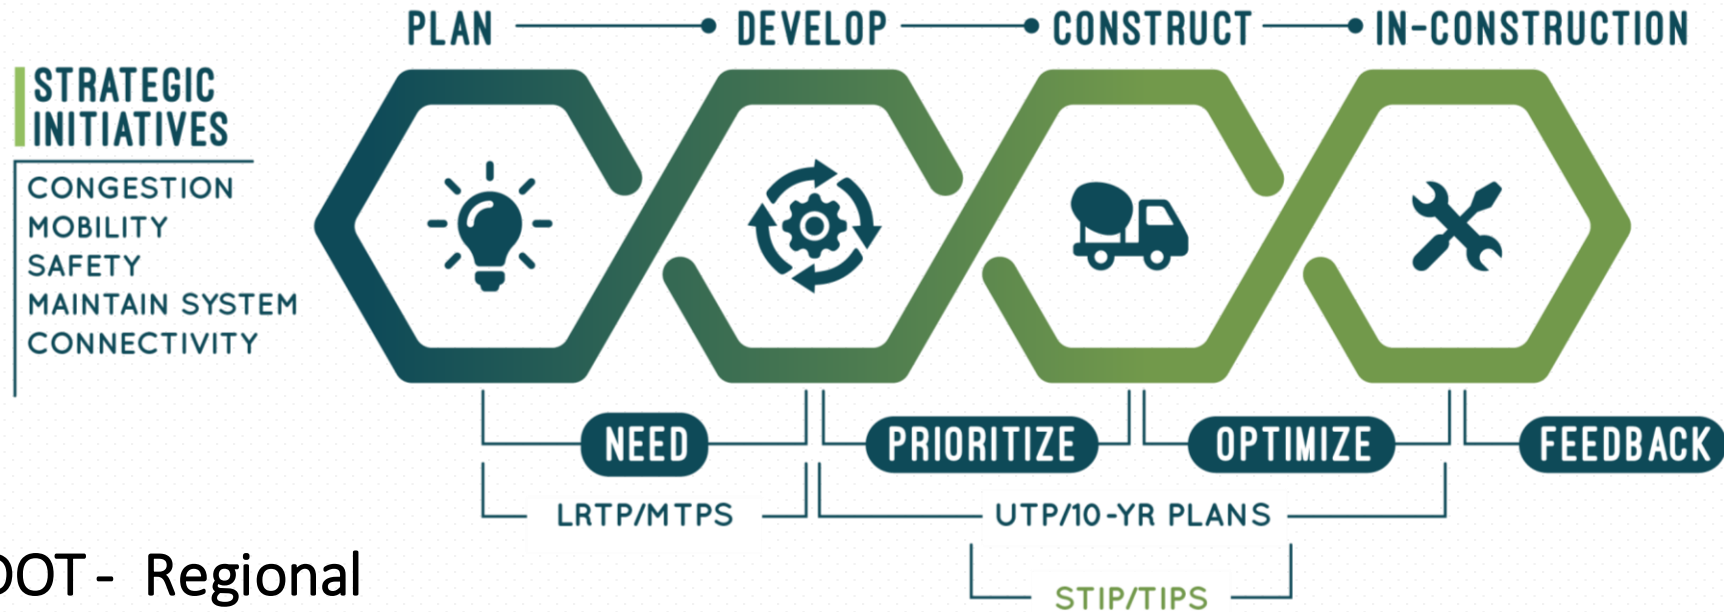 PLAN
DEVELOP
CONSTRUCT
IN-CONSTRUCTION
STRATEGIC
INITIATIVES
CONGESTION
MOBILITY
SAFETY
MAINTAIN SYSTEM
CONNECTIVITY
NEED
PRIORITIZE
OPTIMIZE
FEEDBACK
LRTP/MTPS
UTP/10-YR PLANS
STIP/TIPS
OOT - Regional